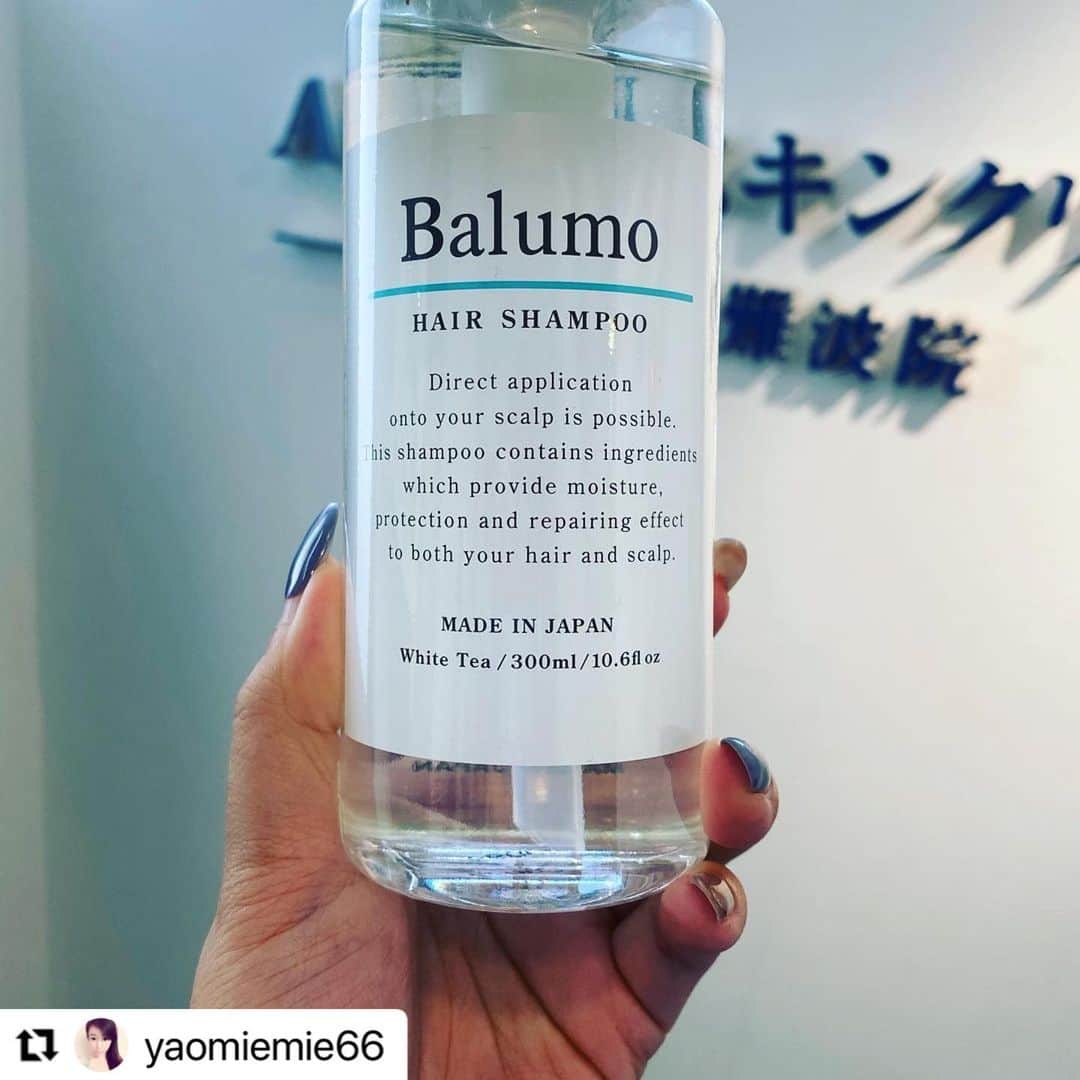 キンクリ
難波院
Balumo
HAIR SHAMPOO
Direct application
onto your scalp is possible.
This shampoo contains ingredients
which provide moisture,
protection and repairing effect
to both your hair and scalp.
MADE IN JAPAN
White Tea / 300ml / 10.6fl oz
yaomiemie66